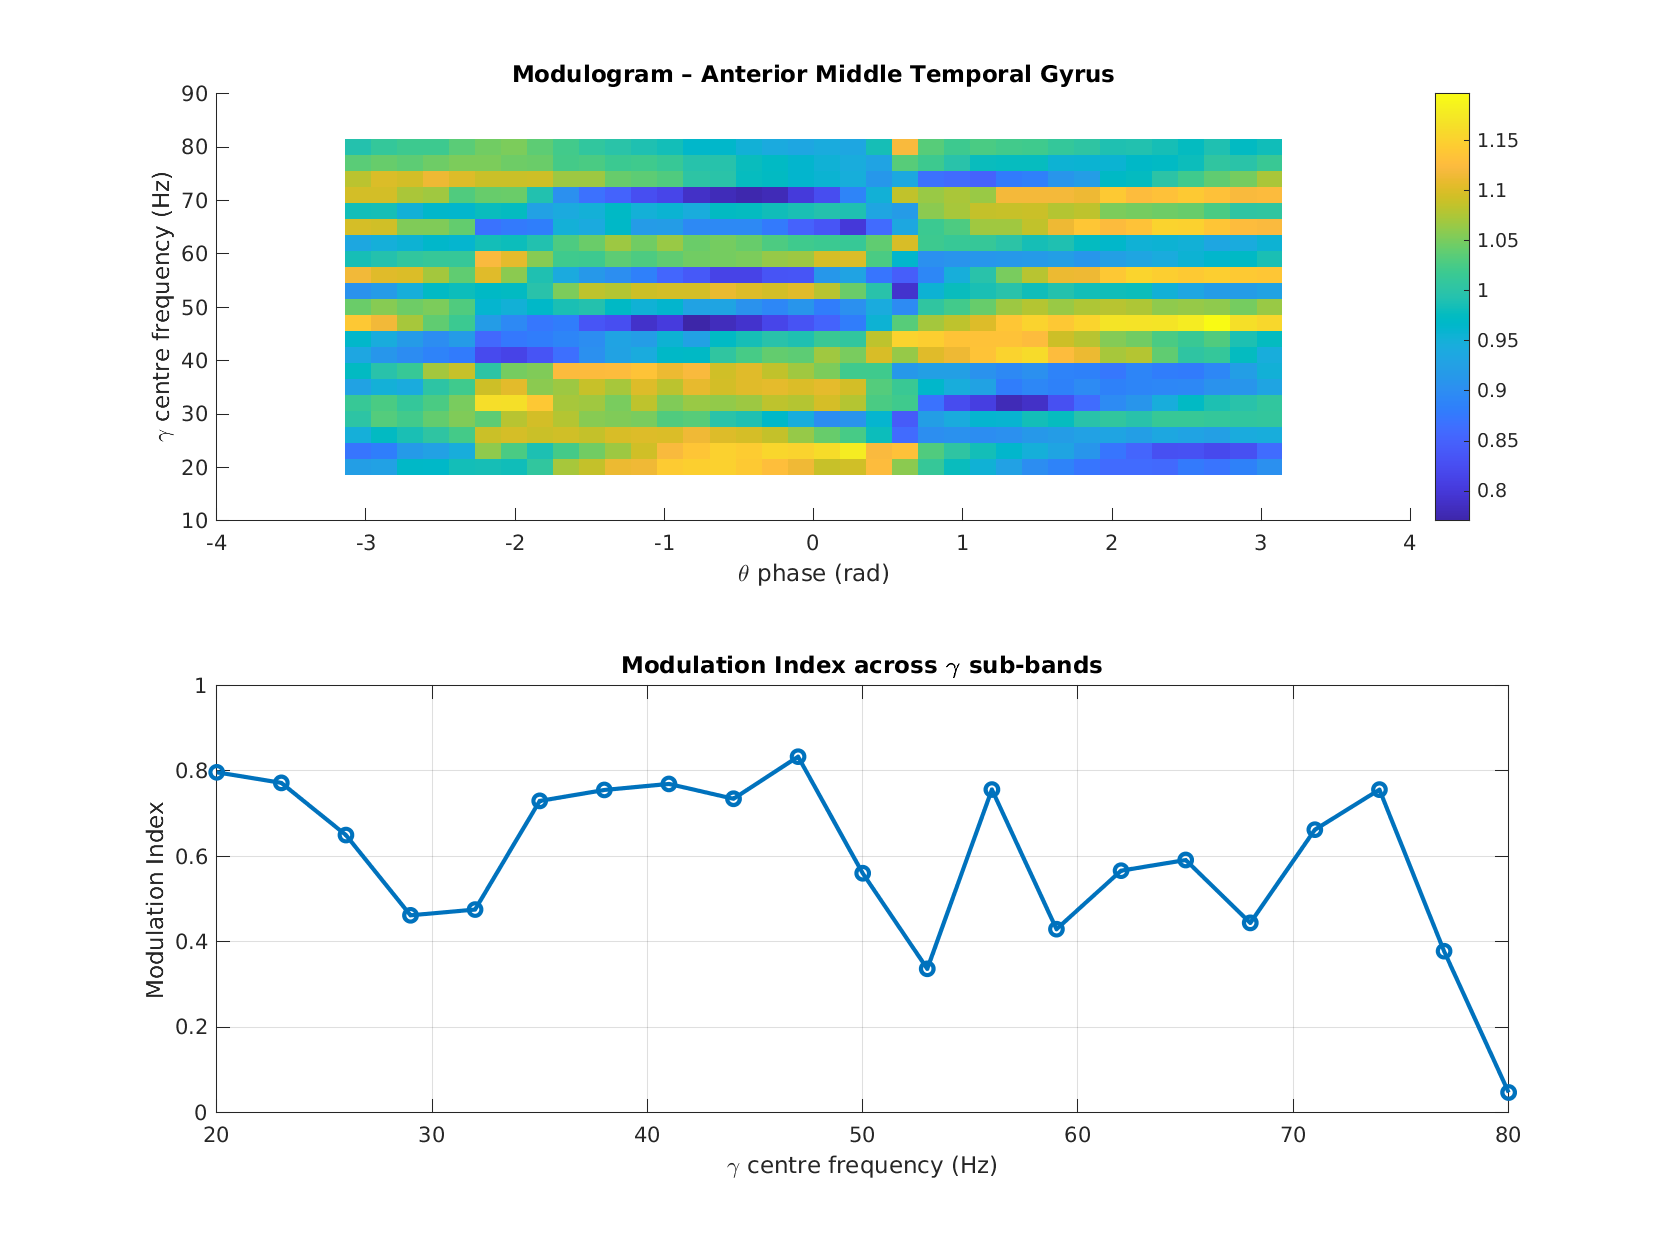 Modulogram – Anterior Middle Temporal Gyrus
90
80
70
60
50
40
30
20
10
γ centre frequency (Hz)
-4 -3 -2 -1 0 1 2 3 4
θ phase (rad)
1.15
1.1
1.05
1
0.95
0.9
0.85
0.8
Modulation Index across γ sub-bands
1
0.8
0.6
0.4
0.2
0
Modulation Index
20 30 40 50 60 70 80
γ centre frequency (Hz)